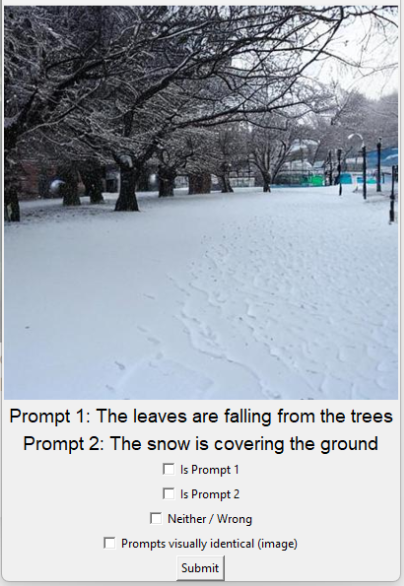 Prompt 1: The leaves are falling from the trees
Prompt 2: The snow is covering the ground
Is Prompt 1
Is Prompt 2
Neither / Wrong
Prompts visually identical (image)
Submit